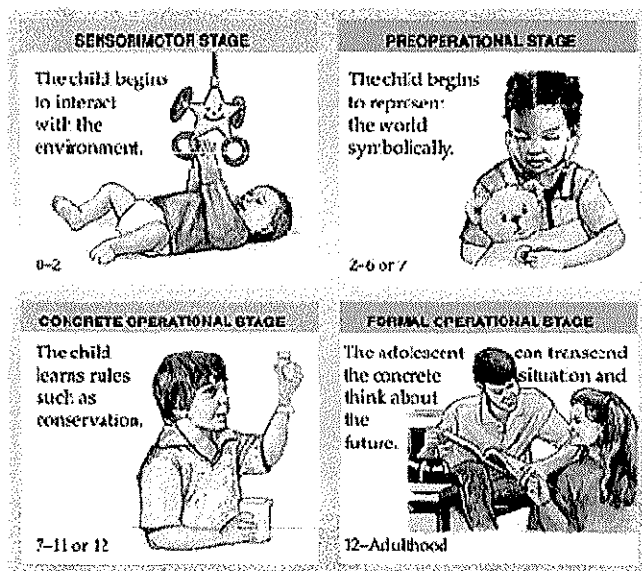 SENSORIMOTOR STAGE
The child begins
to interact
with the
environment.
0–2
PREOPERATIONAL STAGE
The child begins
to represent
the world
symbolically.
2–6 or 7
CONCRETE OPERATIONAL STAGE
The child
learns rules
such as
conservation.
7–11 or 12
FORMAL OPERATIONAL STAGE
The adolescent can transcend
the concrete situation and
think about
the
future.
12–Adulthood